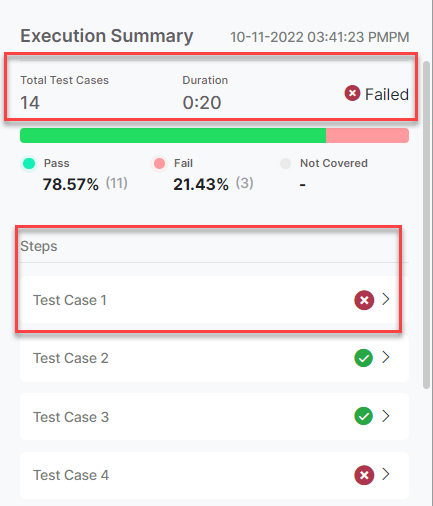 Execution Summary 10-11-2022 03:41:23 PMPM
Total Test Cases Duration
14 0:20 Failed
Pass Fail Not Covered
78.57% (11) 21.43% (3) -
Steps
Test Case 1
Test Case 2
Test Case 3
Test Case 4